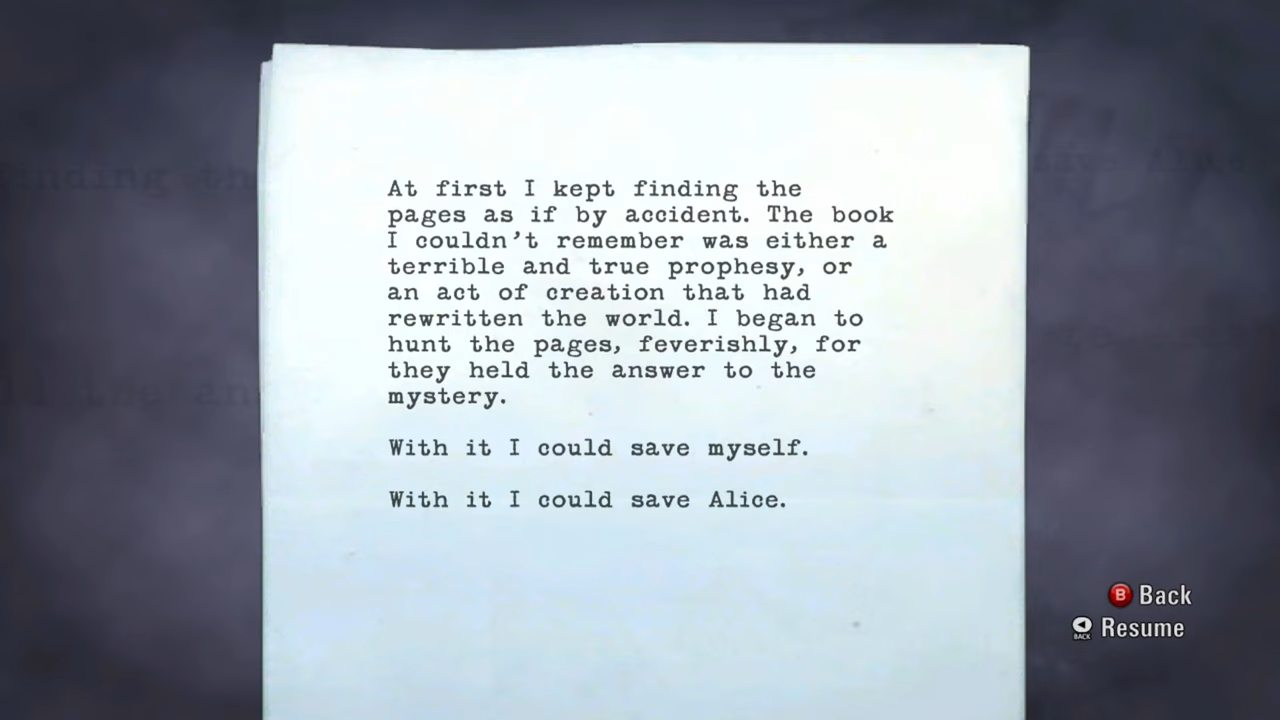 At first I kept finding the
pages as if by accident. The book
I couldn't remember was either a
terrible and true prophesy, or
an act of creation that had
rewritten the world. I began to
hunt the pages, feverishly, for
they held the answer to the
mystery.
With it I could save myself.
With it I could save Alice.
B Back
BACK Resume